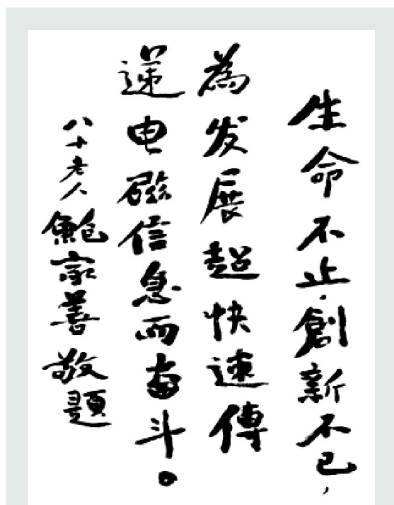 生命不止，創新不已，
為发展超快速傳
递电磁信息而奋斗。
八十老人鮑家善敬題